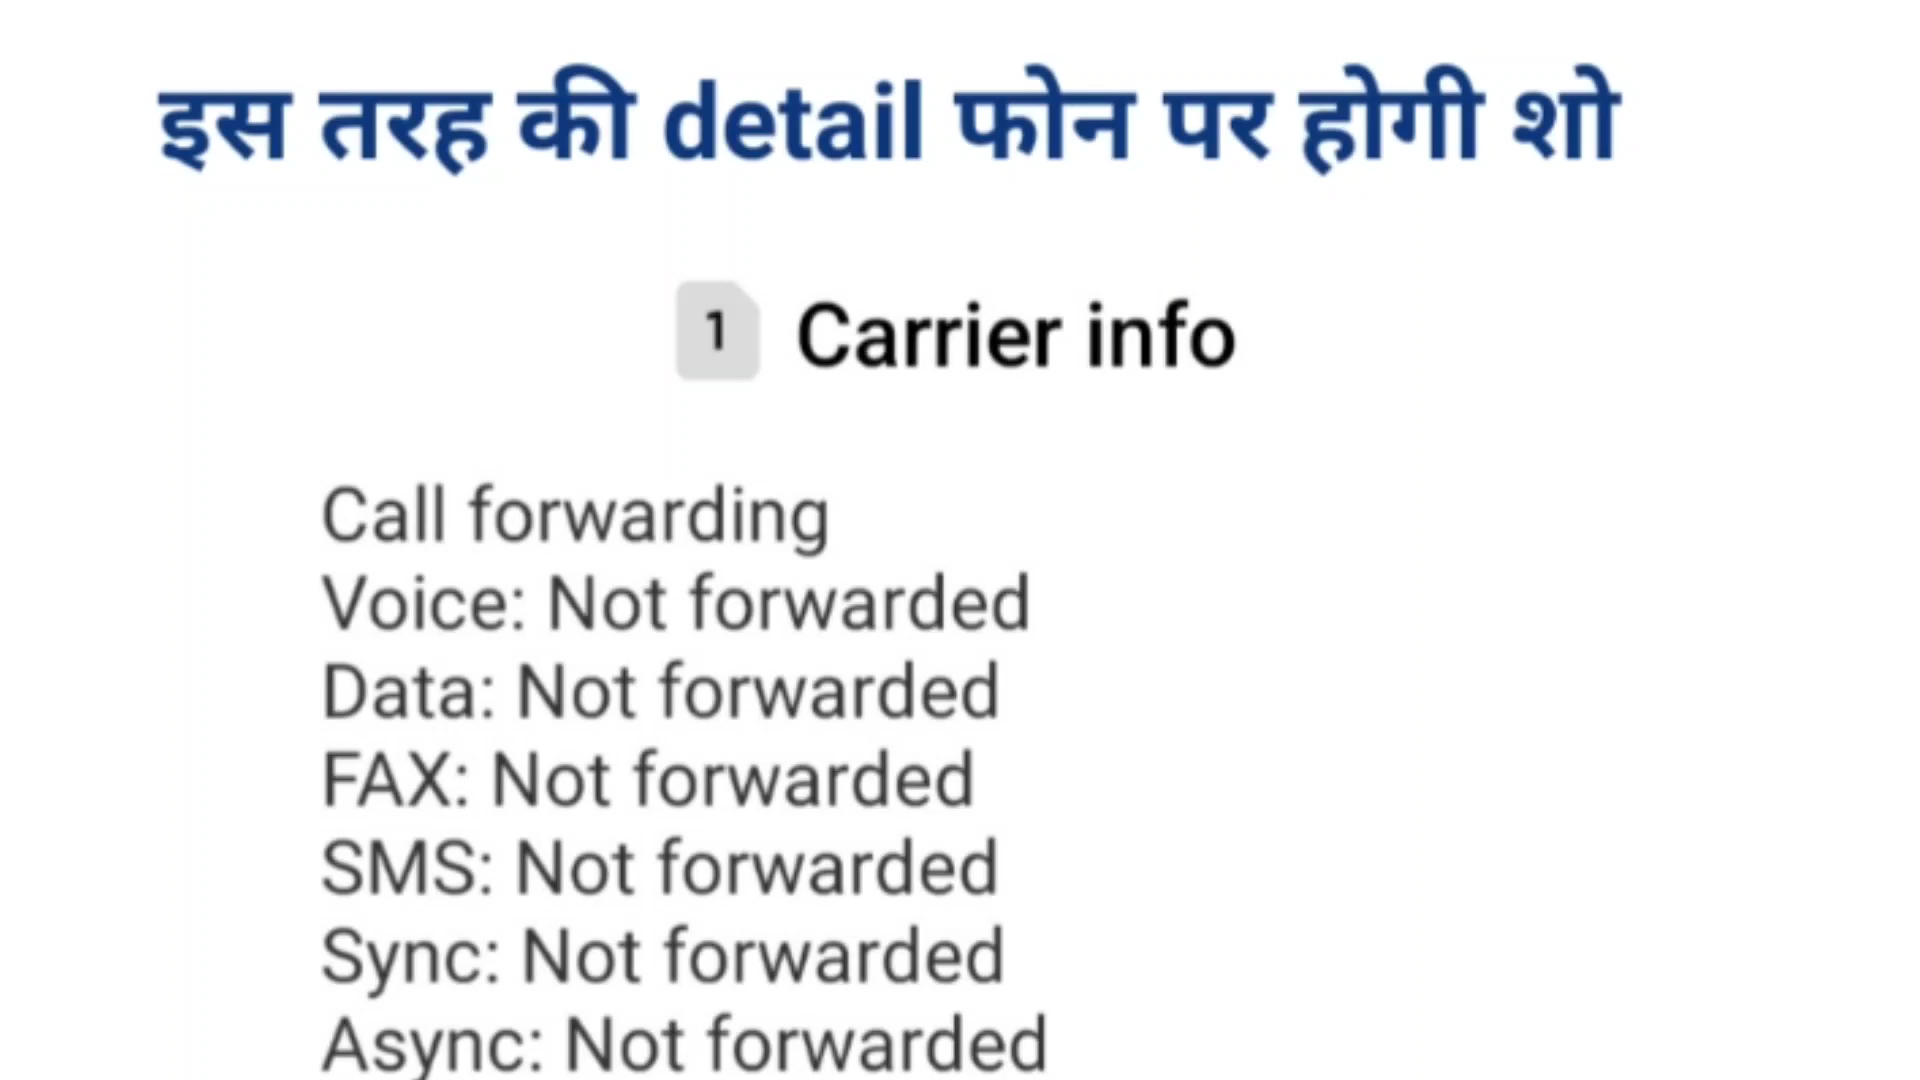 इस तरह की detail फोन पर होगी शो
1 Carrier info
Call forwarding
Voice: Not forwarded
Data: Not forwarded
FAX: Not forwarded
SMS: Not forwarded
Sync: Not forwarded
Async: Not forwarded